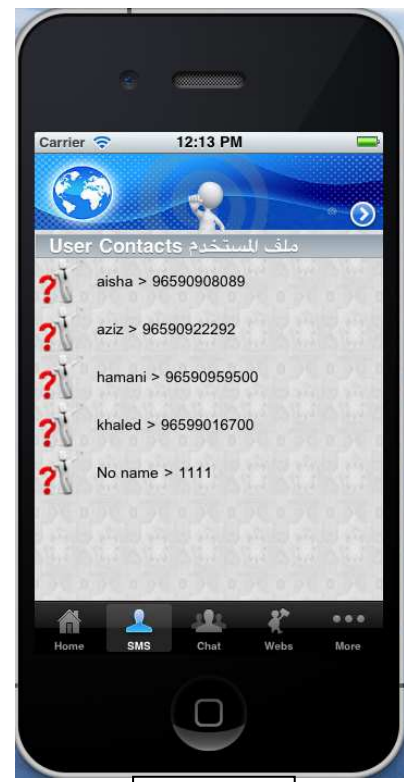 Carrier 12:13 PM
User Contacts ملف المستخدم
aisha > 96590908089
aziz > 96590922292
hamani > 96590959500
khaled > 96599016700
No name > 1111
Home SMS Chat Webs More